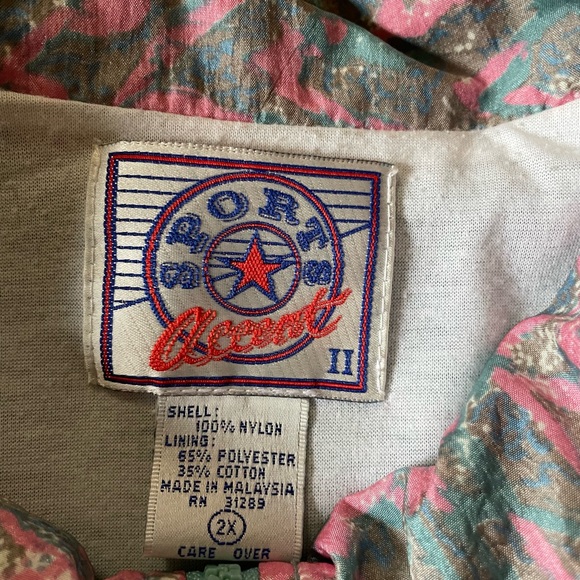 SPORTS
Accent
II
SHELL:
100% NYLON
LINING:
65% POLYESTER
35% COTTON
MADE IN MALAYSIA
RN 31289
2X
CARE OVER